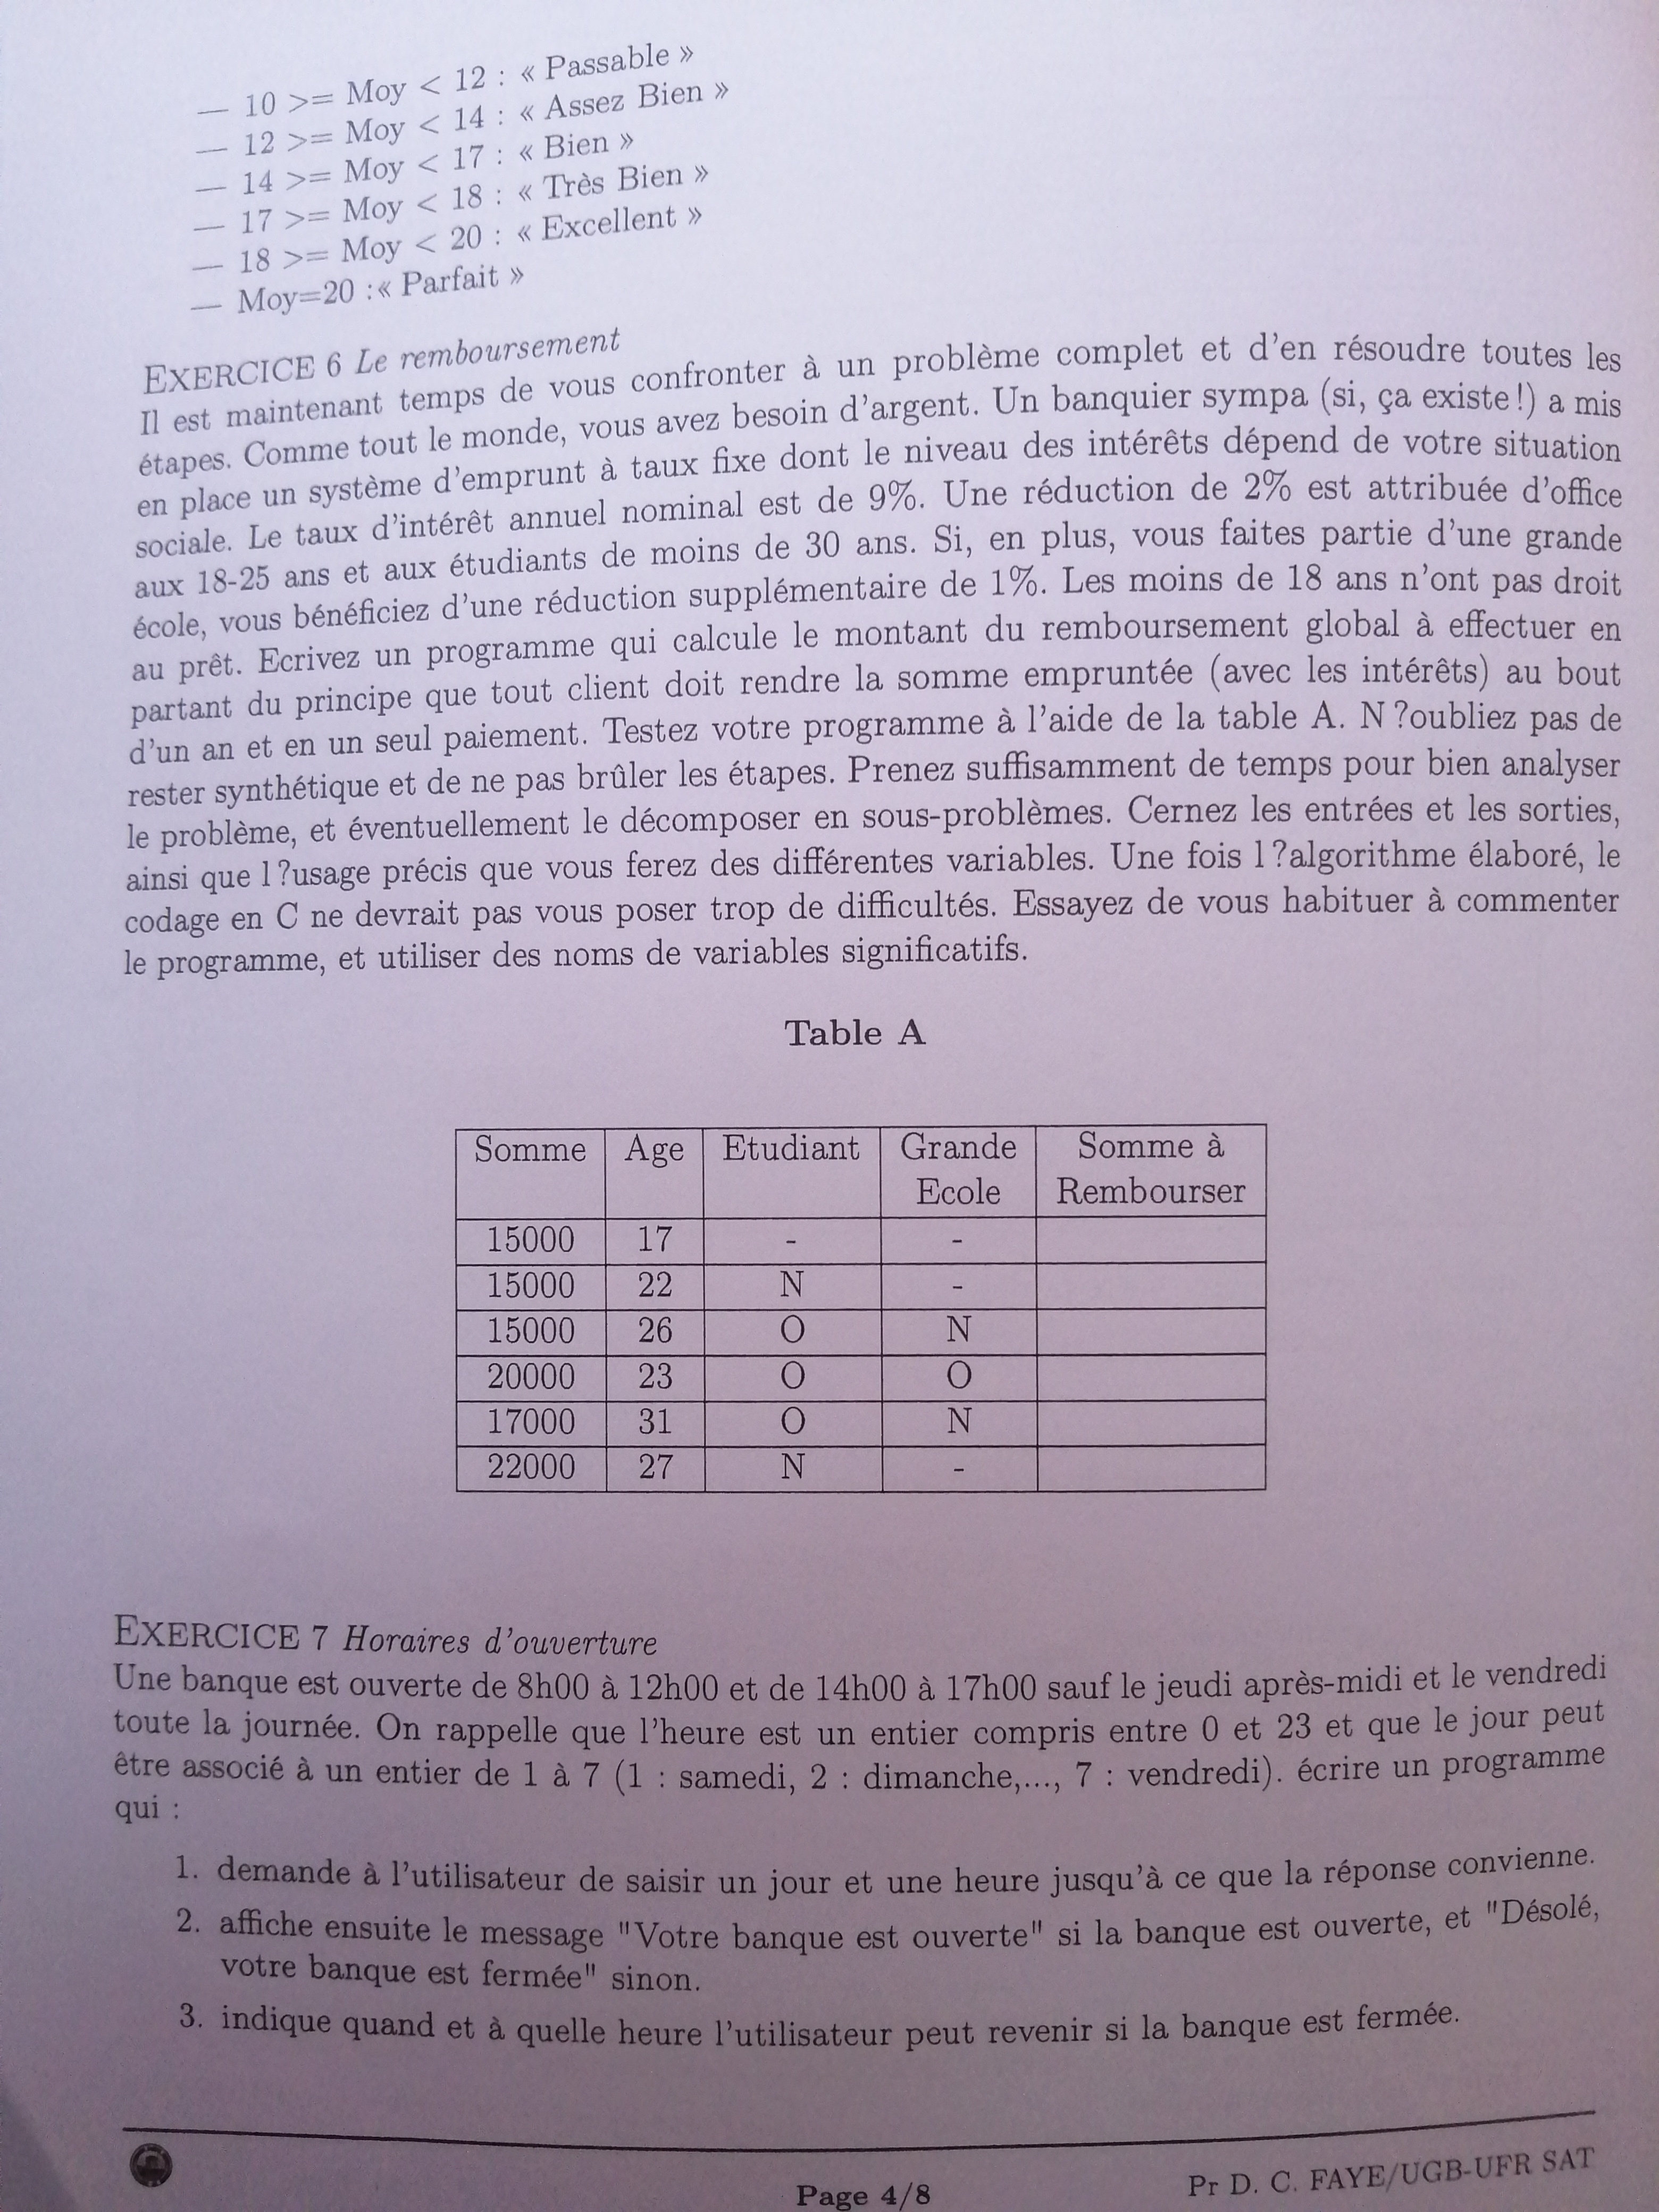 — 10 >= Moy < 12 : « Passable »
— 12 >= Moy < 14 : « Assez Bien »
— 14 >= Moy < 17 : « Bien »
— 17 >= Moy < 18 : « Très Bien »
— 18 >= Moy < 20 : « Excellent »
— Moy=20 :« Parfait »
EXERCICE 6 Le remboursement
Il est maintenant temps de vous confronter à un problème complet et d'en résoudre toutes les
étapes. Comme tout le monde, vous avez besoin d'argent. Un banquier sympa (si, ça existe!) a mis
en place un système d'emprunt à taux fixe dont le niveau des intérêts dépend de votre situation
sociale. Le taux d'intérêt annuel nominal est de 9%. Une réduction de 2% est attribuée d'office
aux 18-25 ans et aux étudiants de moins de 30 ans. Si, en plus, vous faites partie d'une grande
école, vous bénéficiez d'une réduction supplémentaire de 1%. Les moins de 18 ans n'ont pas droit
au prêt. Ecrivez un programme qui calcule le montant du remboursement global à effectuer en
partant du principe que tout client doit rendre la somme empruntée (avec les intérêts) au bout
d'un an et en un seul paiement. Testez votre programme à l'aide de la table A. N ?oubliez pas de
rester synthétique et de ne pas brûler les étapes. Prenez suffisamment de temps pour bien analyser
le problème, et éventuellement le décomposer en sous-problèmes. Cernez les entrées et les sorties,
ainsi que l ?usage précis que vous ferez des différentes variables. Une fois l ?algorithme élaboré, le
codage en C ne devrait pas vous poser trop de difficultés. Essayez de vous habituer à commenter
le programme, et utiliser des noms de variables significatifs.
Table A
Somme Age Etudiant Grande Ecole Somme à Rembourser
15000 17 - -
15000 22 N -
15000 26 O N
20000 23 O O
17000 31 O N
22000 27 N -
EXERCICE 7 Horaires d'ouverture
Une banque est ouverte de 8h00 à 12h00 et de 14h00 à 17h00 sauf le jeudi après-midi et le vendredi
toute la journée. On rappelle que l'heure est un entier compris entre 0 et 23 et que le jour peut
être associé à un entier de 1 à 7 (1 : samedi, 2 : dimanche,..., 7 : vendredi). écrire un programme
qui :
1. demande à l'utilisateur de saisir un jour et une heure jusqu'à ce que la réponse convienne.
2. affiche ensuite le message "Votre banque est ouverte" si la banque est ouverte, et "Désolé,
votre banque est fermée" sinon.
3. indique quand et à quelle heure l'utilisateur peut revenir si la banque est fermée.
Page 4/8
Pr D. C. FAYE/UGB-UFR SAT